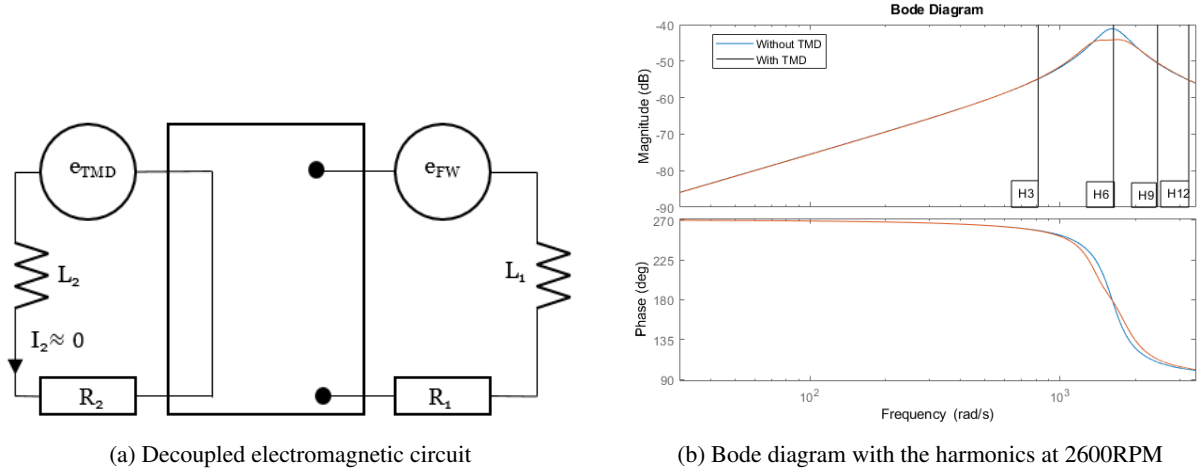 e_TMD
e_FW
L₂
L₁
I₂≈ 0
R₂
R₁
(a) Decoupled electromagnetic circuit
Bode Diagram
Without TMD
With TMD
Magnitude (dB)
-40
-50
-60
-70
-80
-90
H3
H6
H9
H12
Phase (deg)
270
225
180
135
90
10²
10³
Frequency (rad/s)
(b) Bode diagram with the harmonics at 2600RPM